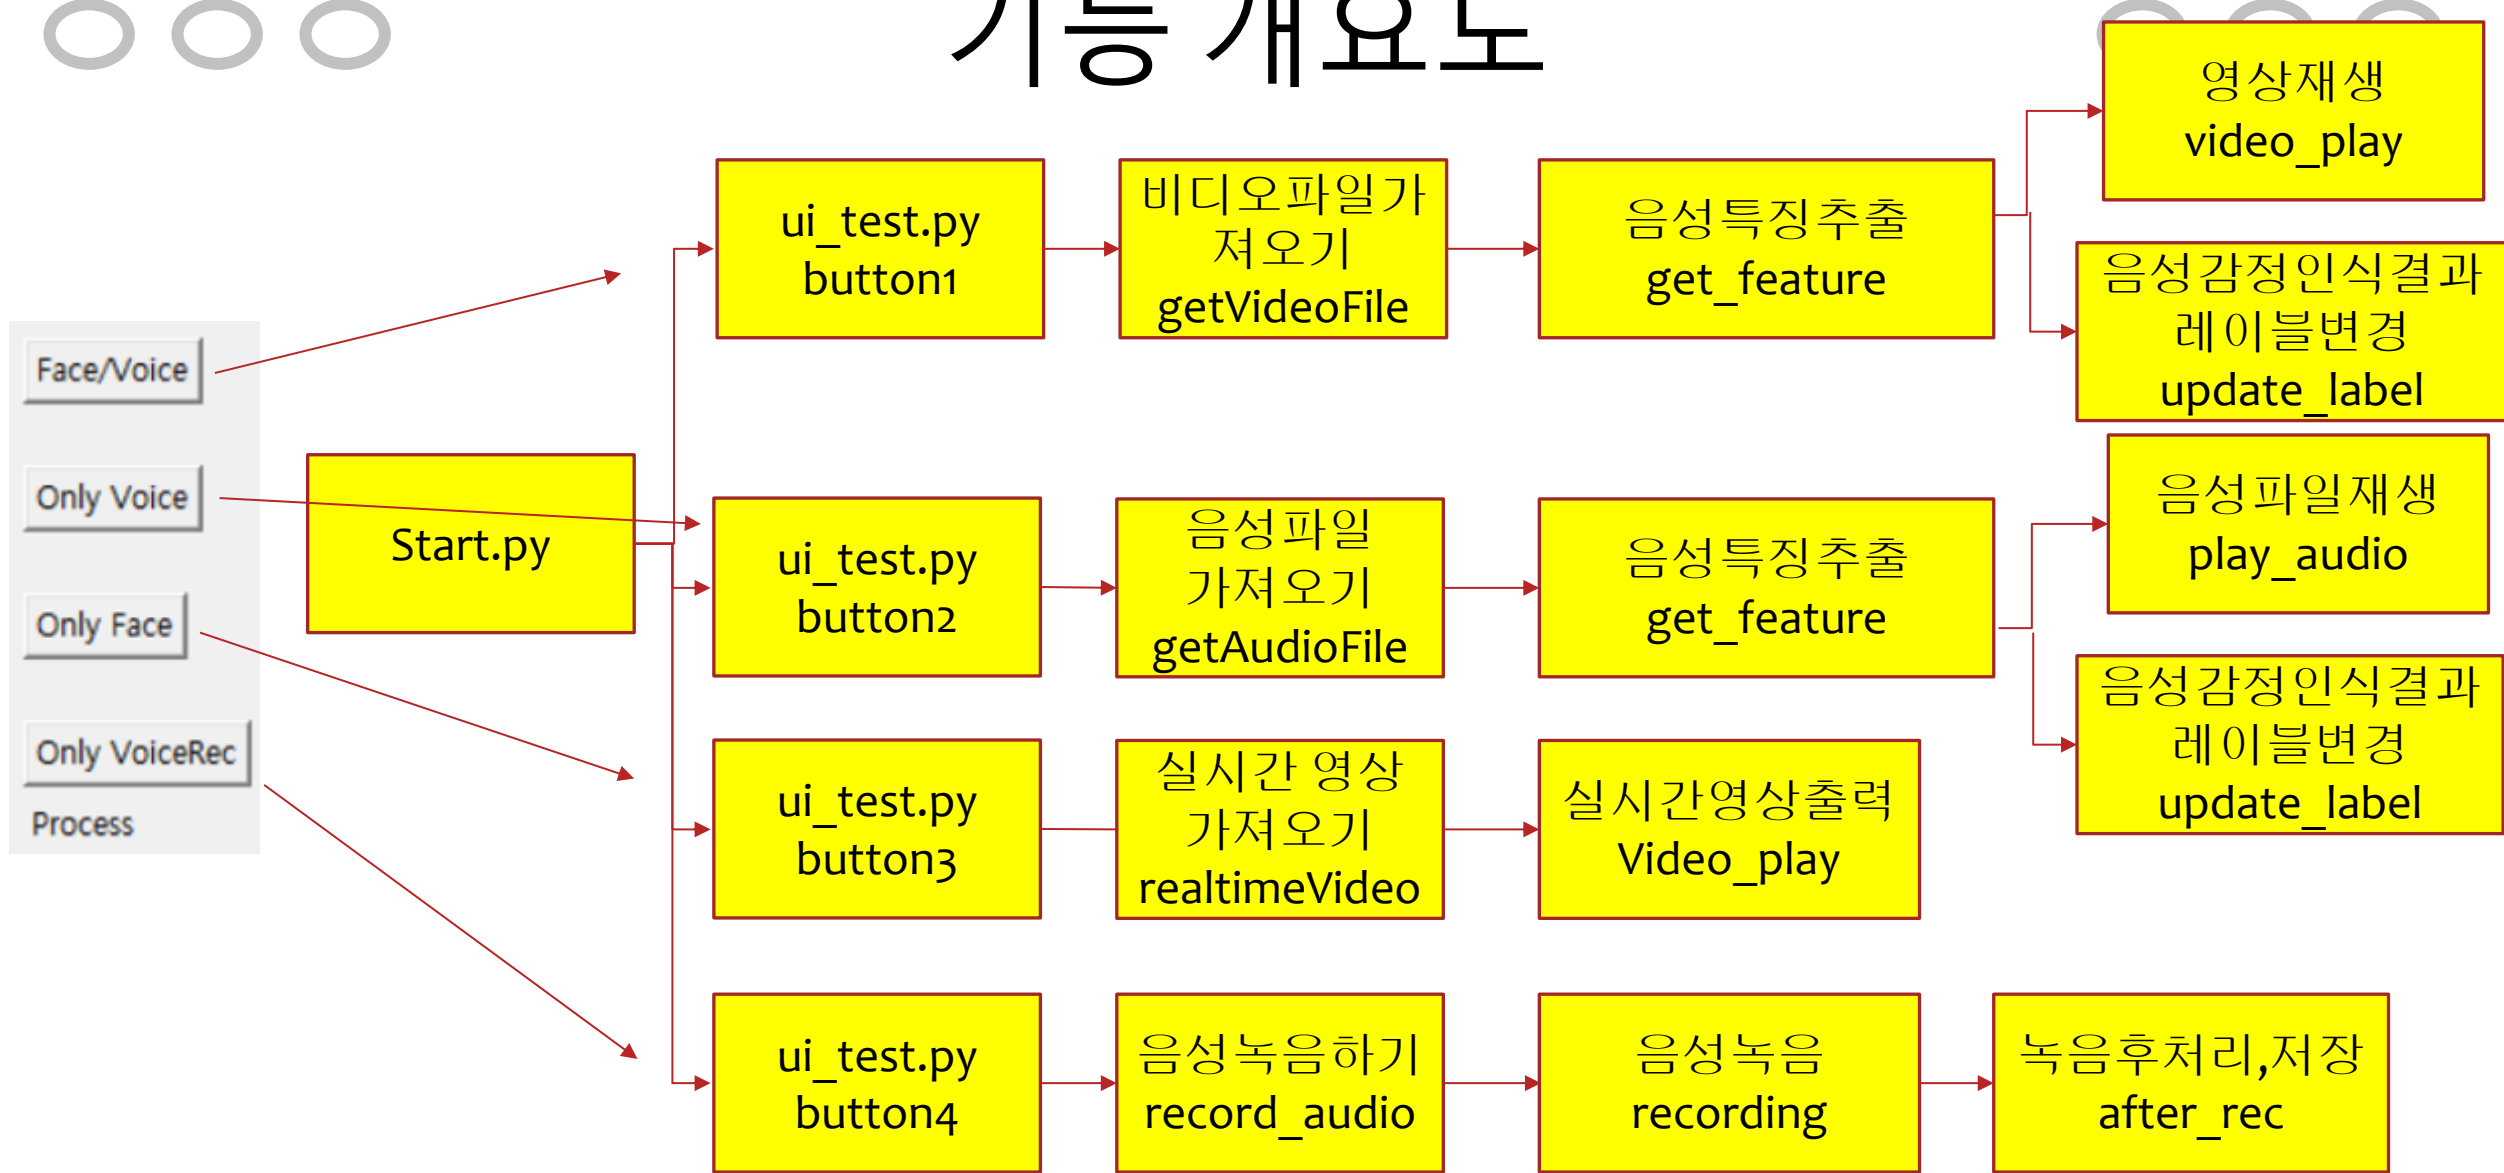 기능 개요도
Face/Voice
Only Voice
Only Face
Only VoiceRec
Process
Start.py
ui_test.py
button1
비디오파일가
져오기
getVideoFile
음성특징추출
get_feature
영상재생
video_play
음성감정인식결과
레이블변경
update_label
ui_test.py
button2
음성파일
가져오기
getAudioFile
음성특징추출
get_feature
음성파일재생
play_audio
음성감정인식결과
레이블변경
update_label
ui_test.py
button3
실시간 영상
가져오기
realtimeVideo
실시간영상출력
Video_play
ui_test.py
button4
음성녹음하기
record_audio
음성녹음
recording
녹음후처리,저장
after_rec